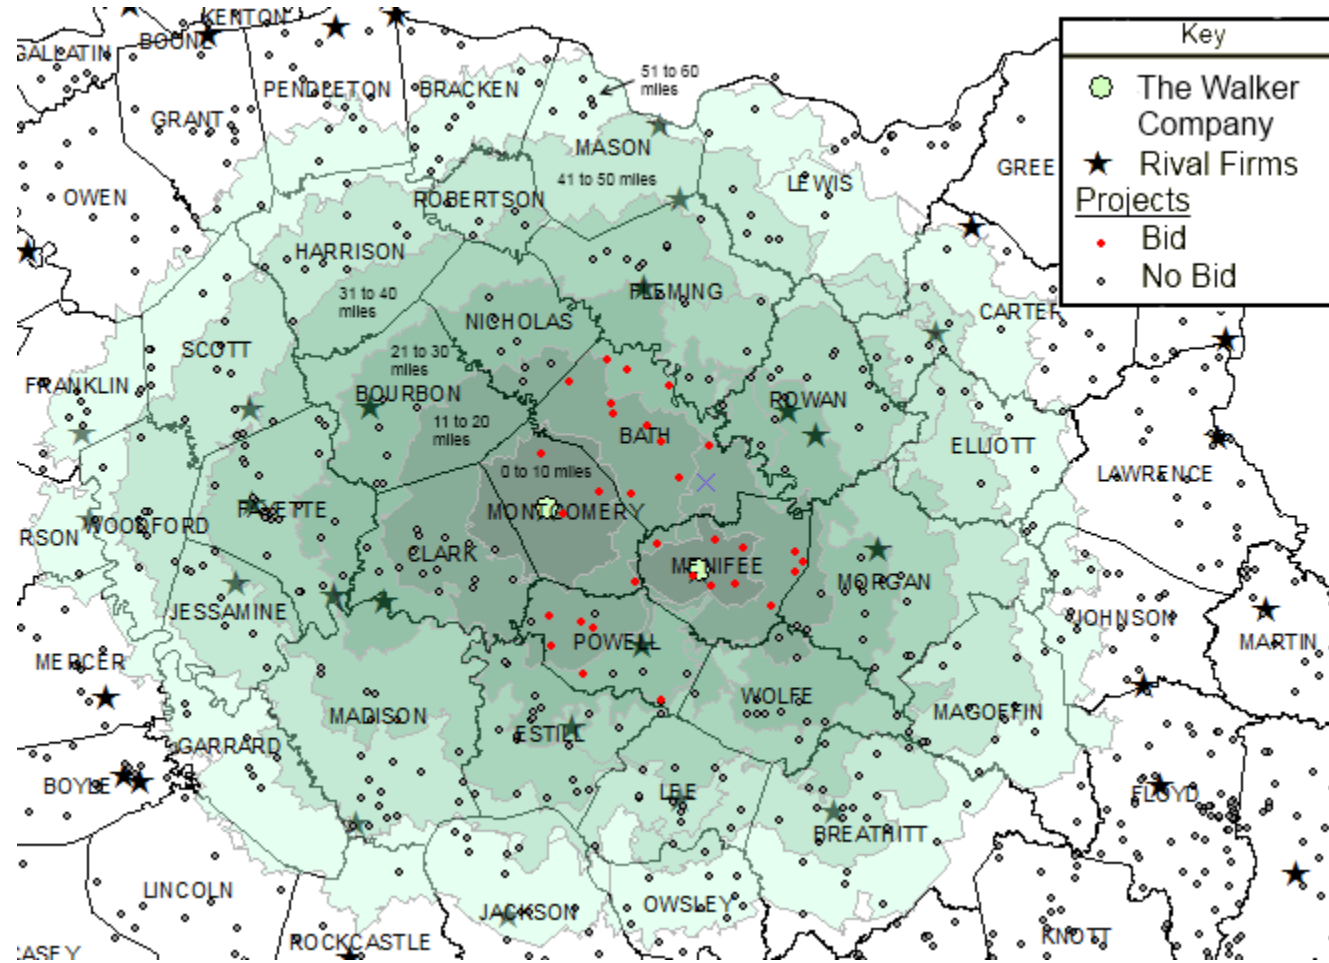 KENTON
GALLATIN
BOONE
PENDLETON
BRACKEN
51 to 60
miles
GRANT
MASON
41 to 50 miles
LEWIS
OWEN
ROBERTSON
HARRISON
31 to 40
miles
FLEMING
NICHOLAS
SCOTT
21 to 30
miles
FRANKLIN
BOURBON
11 to 20
miles
ROWAN
BATH
0 to 10 miles
ELLIOTT
LAWRENCE
CARTER
GREE
MONTGOMERY
WOODFORD
FAYETTE
RSON
CLARK
MENIFEE
MORGAN
JESSAMINE
POWELL
JOHNSON
MARTIN
MERCER
WOLFE
MADISON
MAGOFFIN
ESTILL
GARRARD
BOYLE
LEE
FLOYD
BREATHITT
LINCOLN
OWSLEY
JACKSON
ROCKCASTLE
KNOTT
CASEY
Key
The Walker
Company
Rival Firms
Projects
Bid
No Bid